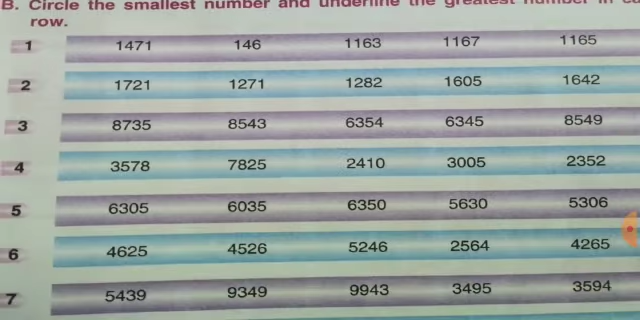 B. Circle the smallest number and underline the greatest number in
row.
1 1471 146 1163 1167 1165
2 1721 1271 1282 1605 1642
3 8735 8543 6354 6345 8549
4 3578 7825 2410 3005 2352
5 6305 6035 6350 5630 5306
6 4625 4526 5246 2564 4265
7 5439 9349 9943 3495 3594